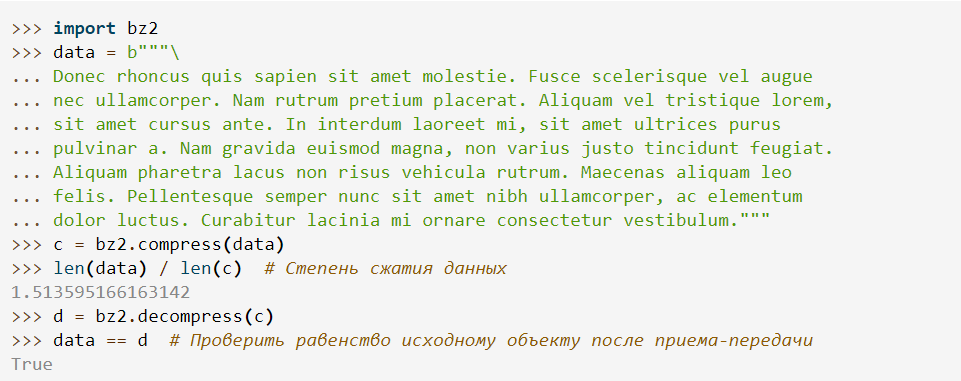 >>> import bz2
>>> data = b"""\
... Donec rhoncus quis sapien sit amet molestie. Fusce scelerisque vel augue
... nec ullamcorper. Nam rutrum pretium placerat. Aliquam vel tristique lorem,
... sit amet cursus ante. In interdum laoreet mi, sit amet ultrices purus
... pulvinar a. Nam gravida euismod magna, non varius justo tincidunt feugiat.
... Aliquam pharetra lacus non risus vehicula rutrum. Maecenas aliquam leo
... felis. Pellentesque semper nunc sit amet nibh ullamcorper, ac elementum
... dolor luctus. Curabitur lacinia mi ornare consectetur vestibulum."""
>>> c = bz2.compress(data)
>>> len(data) / len(c)  # Степень сжатия данных
1.513595166163142
>>> d = bz2.decompress(c)
>>> data == d  # Проверить равенство исходному объекту после приема-передачи
True